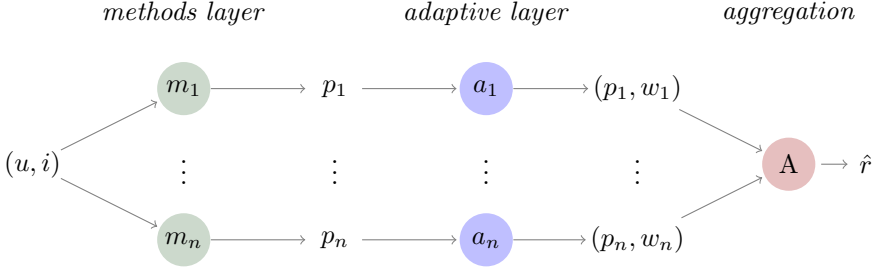 methods layer adaptive layer aggregation
m₁ p₁ a₁ (p₁, w₁)
(u, i) ⋮ ⋮ ⋮ ⋮ A r̂
mₙ pₙ aₙ (pₙ, wₙ)